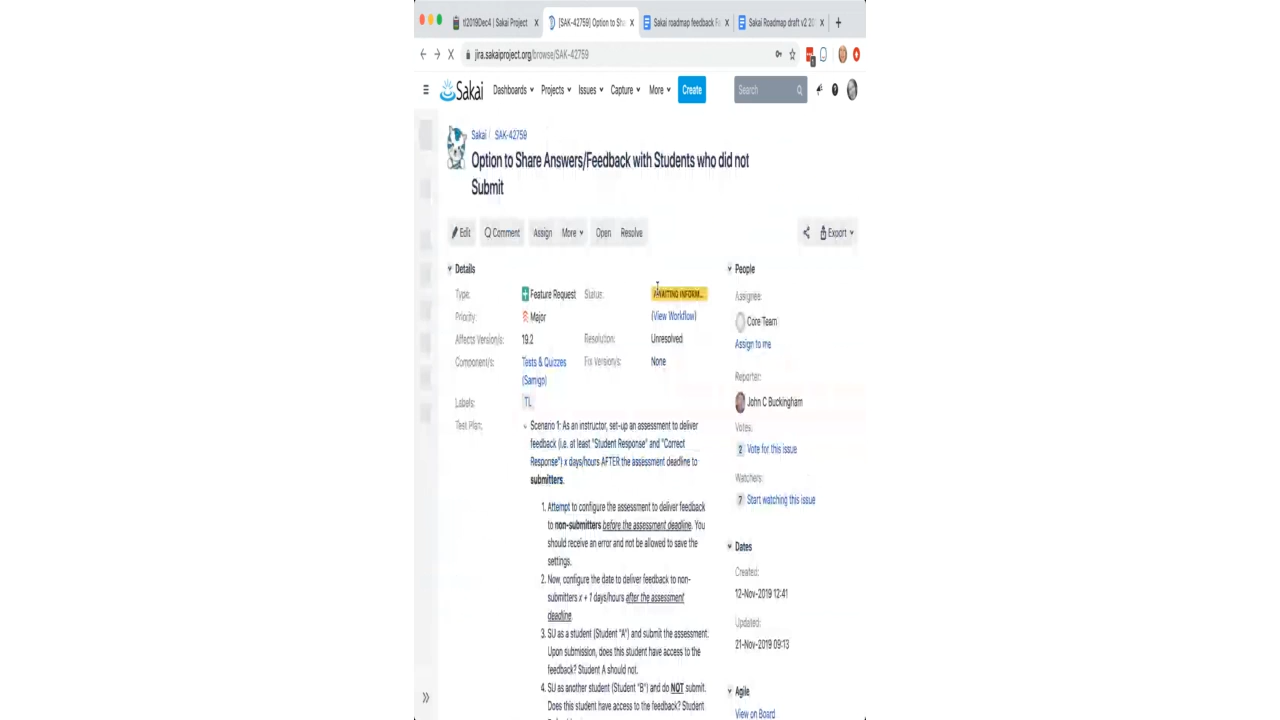 tl2019Dec4 | Sakai Project
[SAK-42759] Option to Sh
Sakai roadmap feedback F
Sakai Roadmap draft v2 20
jira.sakaiproject.org/browse/SAK-42759
Sakai Dashboards Projects Issues Capture More Create Search
Sakai / SAK-42759
Option to Share Answers/Feedback with Students who did not
Submit
Edit Comment Assign More Open Resolve Export
Details
Type: Feature Request Status: AWAITING INFORM...
(View Workflow)
Priority: Major
Affects Version/s: 19.2 Resolution: Unresolved
Component/s: Tests & Quizzes Fix Version/s: None
(Samigo)
Labels: TL
Test Plan: Scenario 1: As an instructor, set-up an assessment to deliver
feedback (i.e. at least "Student Response" and "Correct
Response") x days/hours AFTER the assessment deadline to
submitters.
1. Attempt to configure the assessment to deliver feedback
to non-submitters before the assessment deadline. You
should receive an error and not be allowed to save the
settings.
2. Now, configure the date to deliver feedback to non-
submitters x + 1 days/hours after the assessment
deadline.
3. SU as a student (Student "A") and submit the assessment.
Upon submission, does this student have access to the
feedback? Student A should not.
4. SU as another student (Student "B") and do NOT submit.
Does this student have access to the feedback? Student
People
Assignee:
Core Team
Assign to me
Reporter:
John C Buckingham
Votes:
2 Vote for this issue
Watchers:
7 Start watching this issue
Dates
Created:
12-Nov-2019 12:41
Updated:
21-Nov-2019 09:13
Agile
View on Board